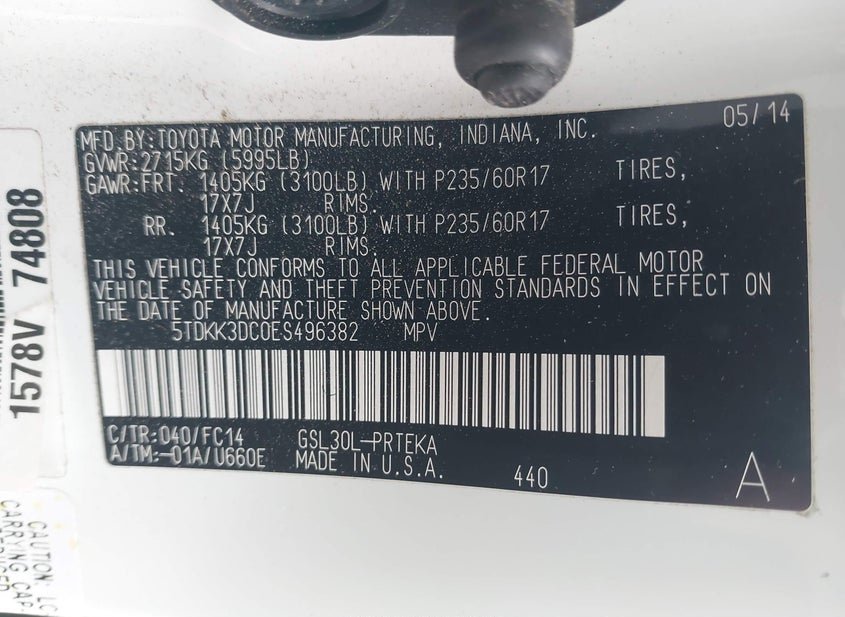 MFD.BY:TOYOTA MOTOR MANUFACTURING, INDIANA, INC. 05/14
GVWR:2715KG (5995LB)
GAWR:FRT. 1405KG (3100LB) WITH P235/60R17 TIRES,
17X7J RIMS.
RR. 1405KG (3100LB) WITH P235/60R17 TIRES,
17X7J RIMS.
THIS VEHICLE CONFORMS TO ALL APPLICABLE FEDERAL MOTOR
VEHICLE SAFETY AND THEFT PREVENTION STANDARDS IN EFFECT ON
THE DATE OF MANUFACTURE SHOWN ABOVE.
5TDKK3DC0ES496382 MPV
C/TR:040/FC14 GSL30L-PRTEKA
A/TM:-01A/U660E MADE IN U.S.A. 440 A
1578V 74808
CAUTION:
CARRYING CAP